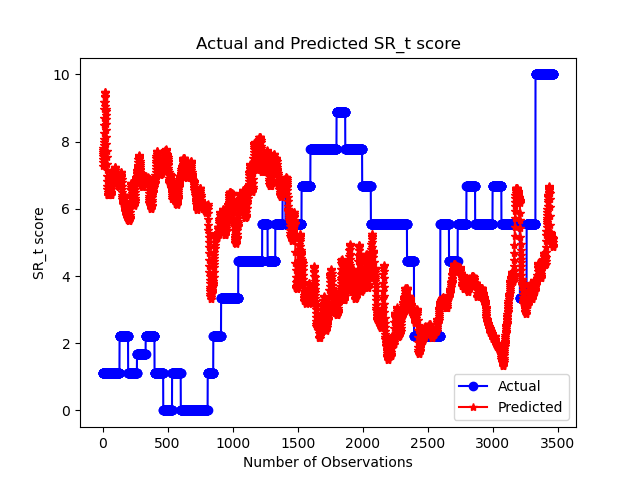 Actual and Predicted SR_t score
SR_t score
10
8
6
4
2
0
0 500 1000 1500 2000 2500 3000 3500
Number of Observations
Actual
Predicted